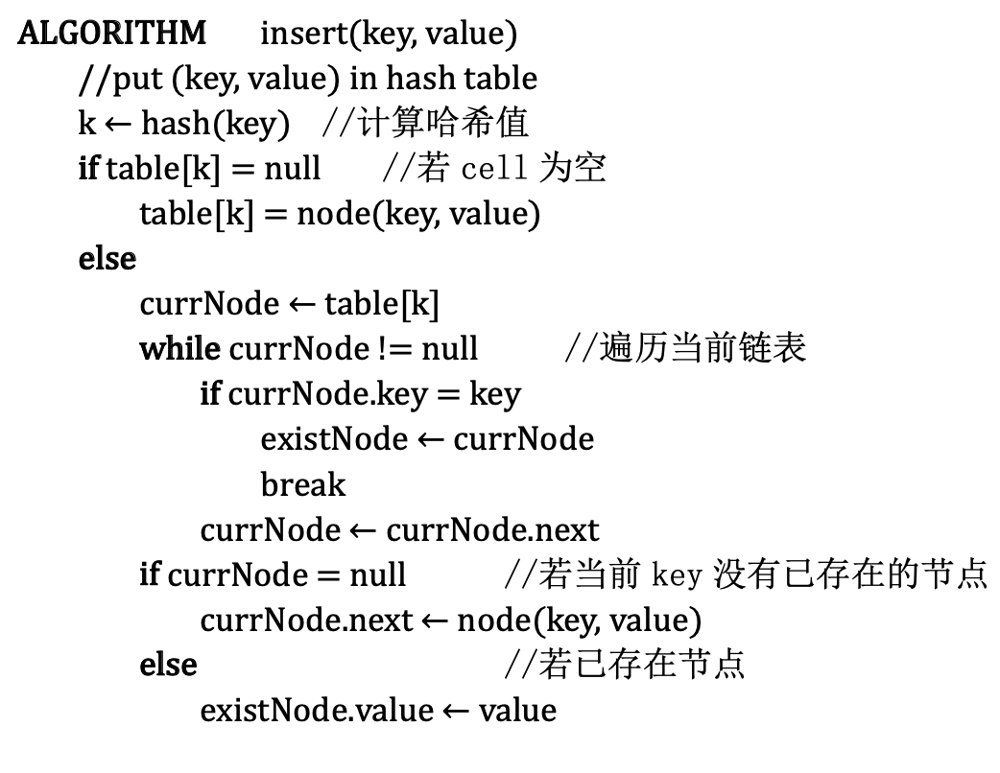 ALGORITHM insert(key, value)
//put (key, value) in hash table
k ← hash(key) //计算哈希值
if table[k] = null //若 cell 为空
table[k] = node(key, value)
else
currNode ← table[k]
while currNode != null //遍历当前链表
if currNode.key = key
existNode ← currNode
break
currNode ← currNode.next
if currNode = null //若当前 key 没有已存在的节点
currNode.next ← node(key, value)
else //若已存在节点
existNode.value ← value